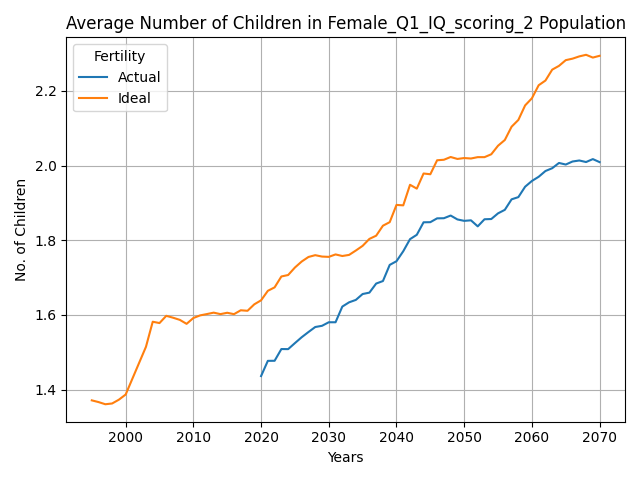 Average Number of Children in Female_Q1_IQ_scoring_2 Population
Fertility
Actual
Ideal
No. of Children
2.2
2.0
1.8
1.6
1.4
2000 2010 2020 2030 2040 2050 2060 2070
Years